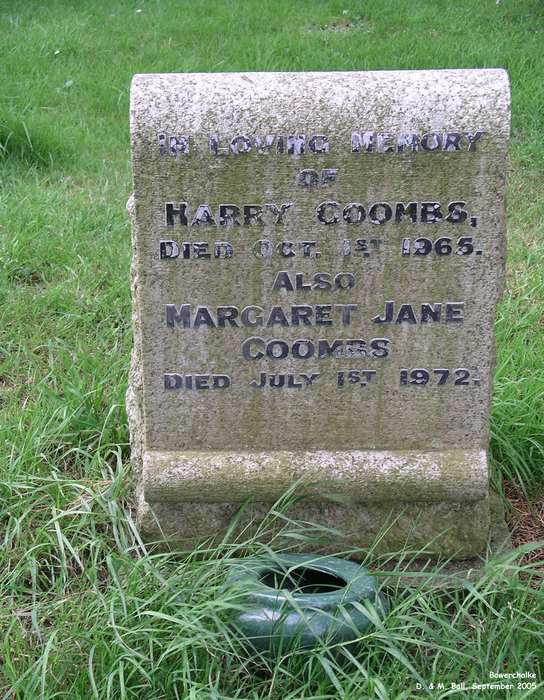 IN LOVING MEMORY
OF
HARRY COOMBS,
DIED OCT. 1ST 1965.
ALSO
MARGARET JANE
COOMBS
DIED JULY 1ST 1972.
Bowerchalke
D. & M. Ball, September 2005